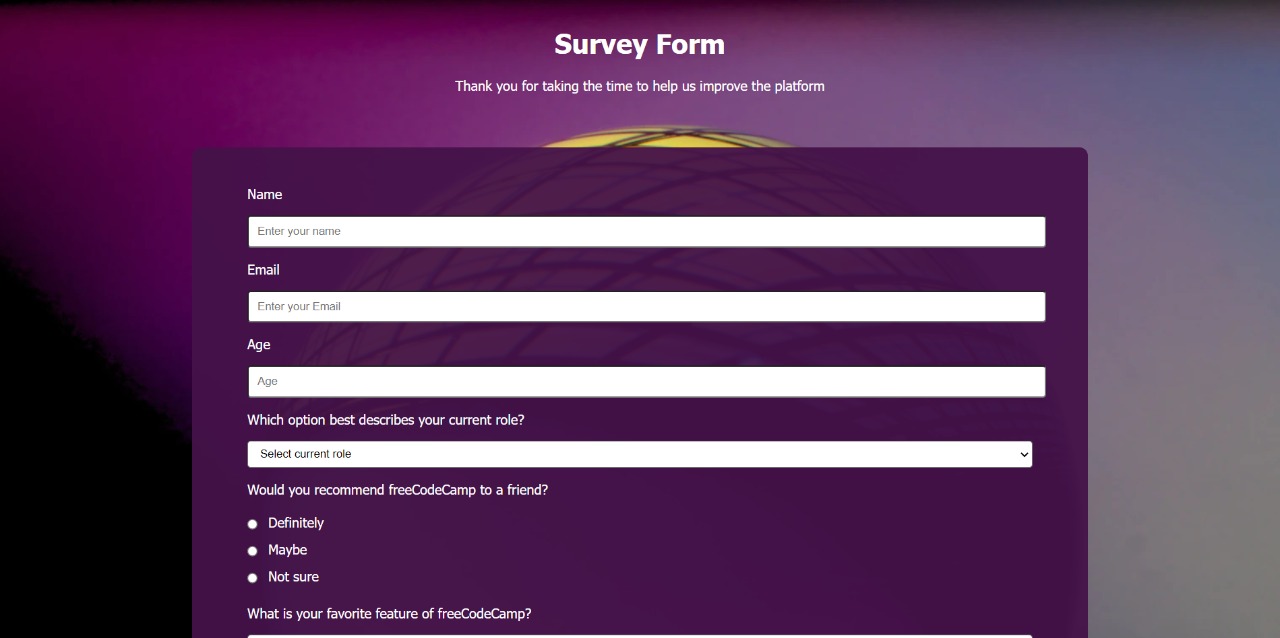 Survey Form
Thank you for taking the time to help us improve the platform
Name
Enter your name
Email
Enter your Email
Age
Age
Which option best describes your current role?
Select current role
Would you recommend freeCodeCamp to a friend?
Definitely
Maybe
Not sure
What is your favorite feature of freeCodeCamp?